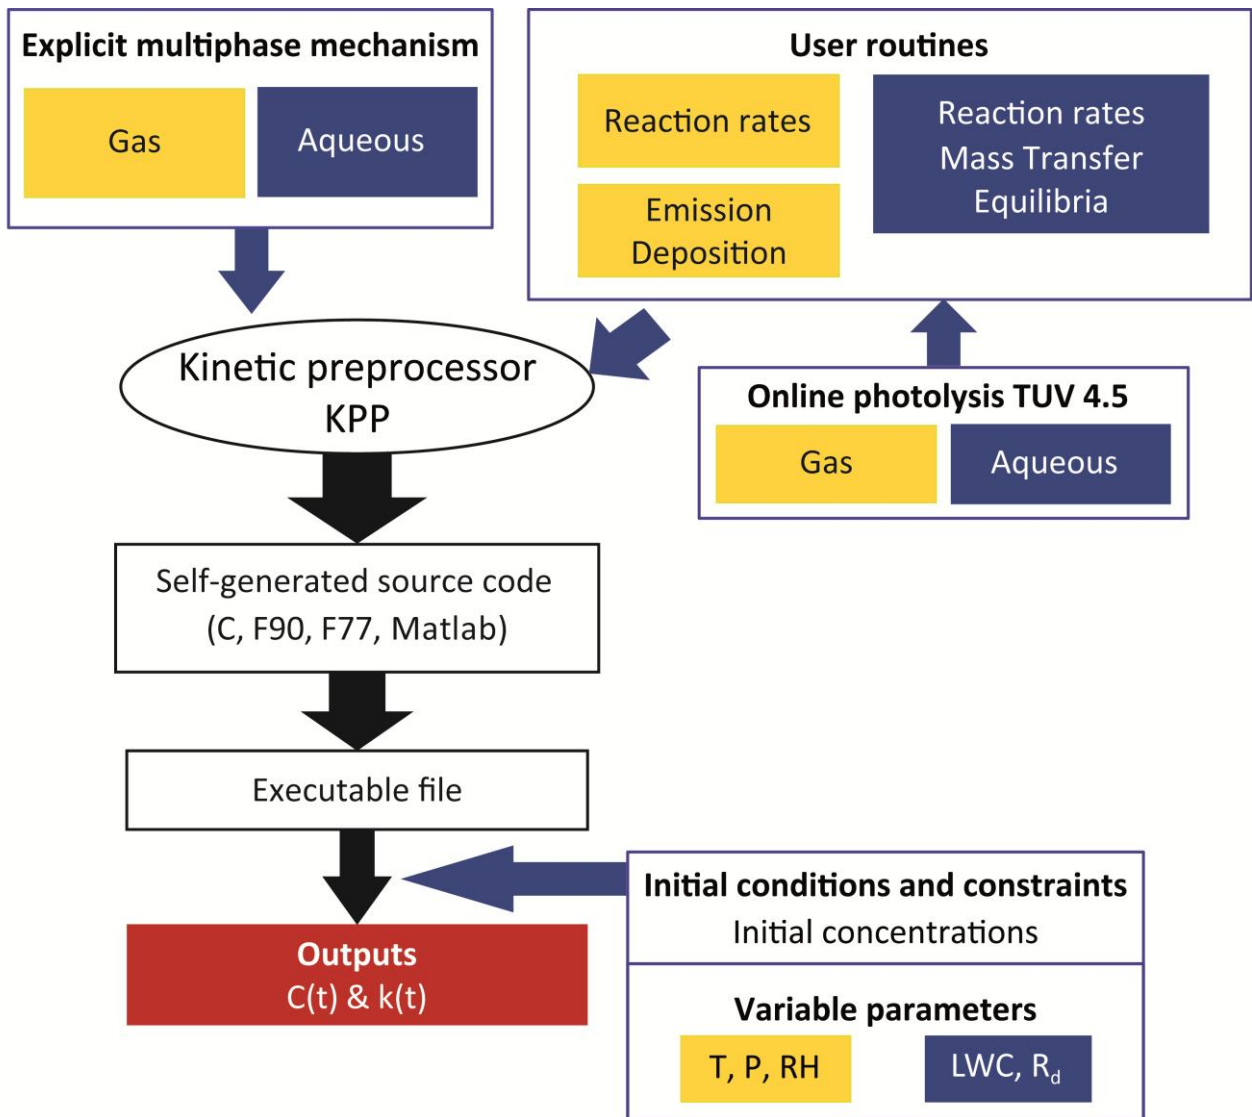 Explicit multiphase mechanism
Gas
Aqueous
User routines
Reaction rates
Emission
Deposition
Reaction rates
Mass Transfer
Equilibria
Kinetic preprocessor
KPP
Online photolysis TUV 4.5
Gas
Aqueous
Self-generated source code
(C, F90, F77, Matlab)
Executable file
Initial conditions and constraints
Initial concentrations
Outputs
C(t) & k(t)
Variable parameters
T, P, RH
LWC, R_d